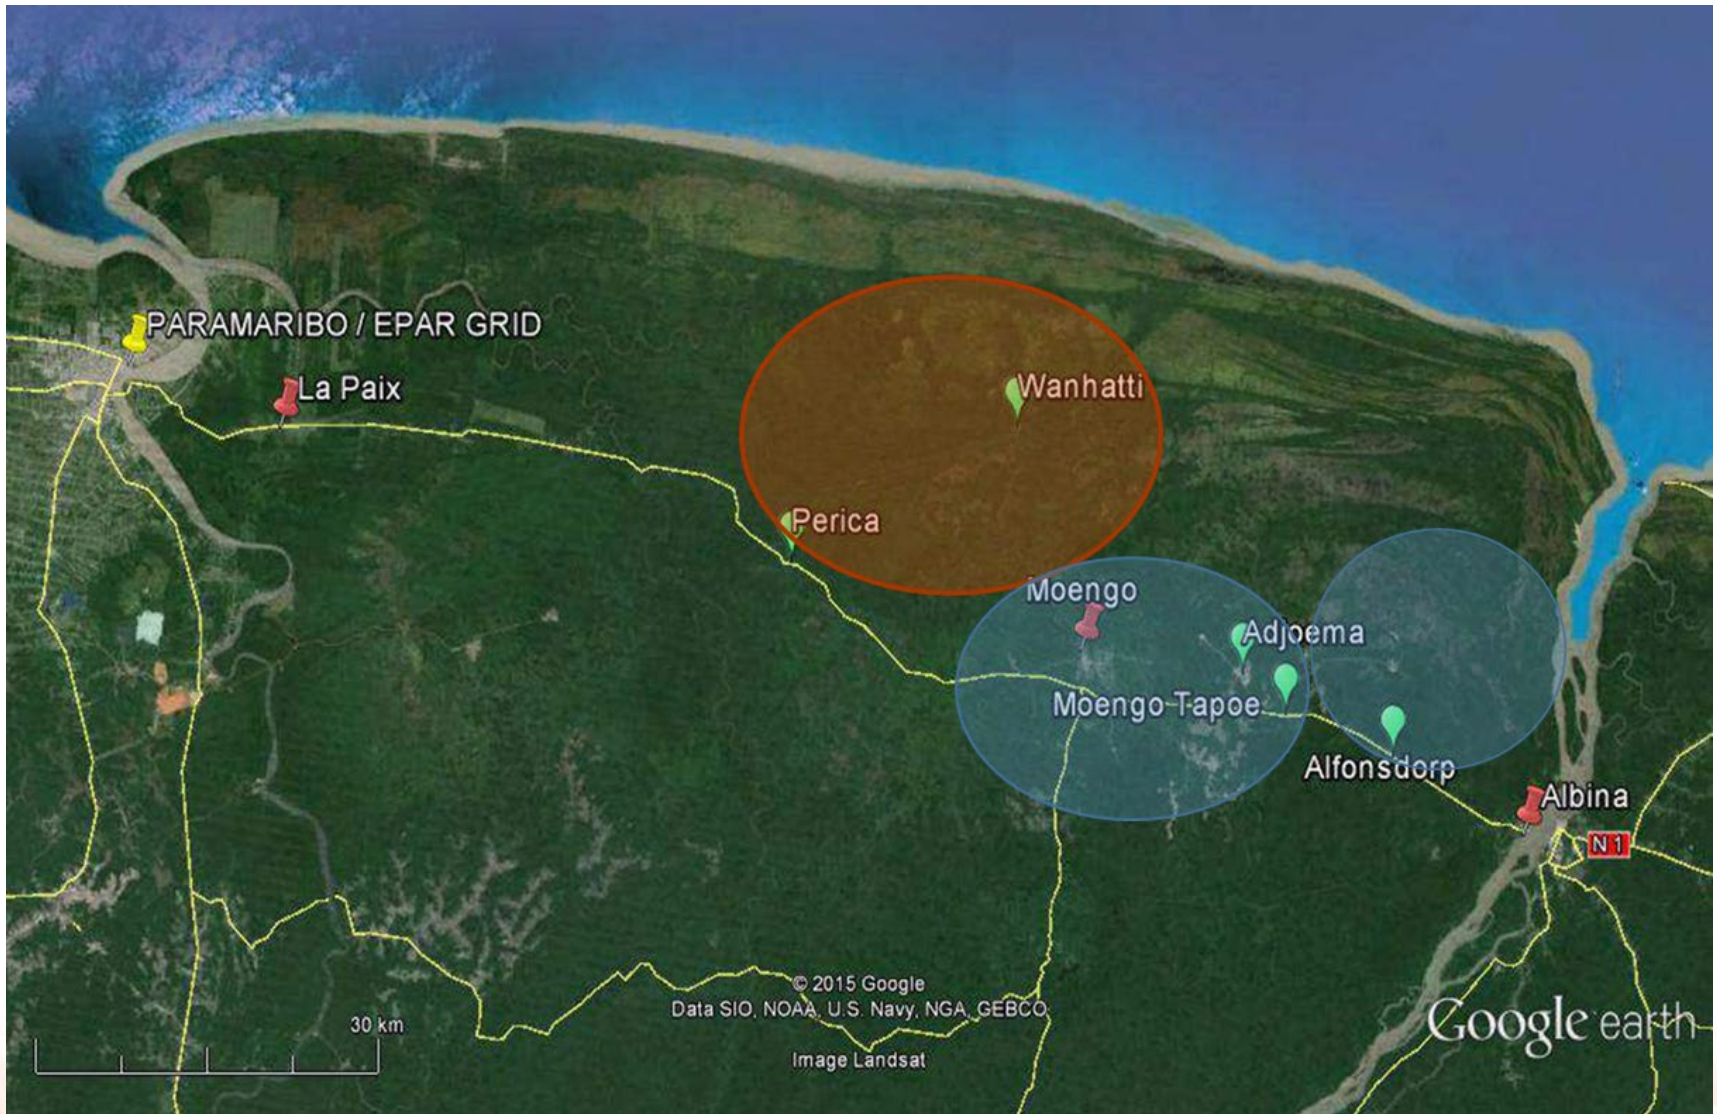 PARAMARIBO / EPAR GRID
La Paix
Wanhatti
Perica
Moengo
Adjoema
Moengo Tapoe
Alfonsdorp
Albina
N 1
© 2015 Google
Data SIO, NOAA, U.S. Navy, NGA, GEBCO
Image Landsat
30 km
Google earth